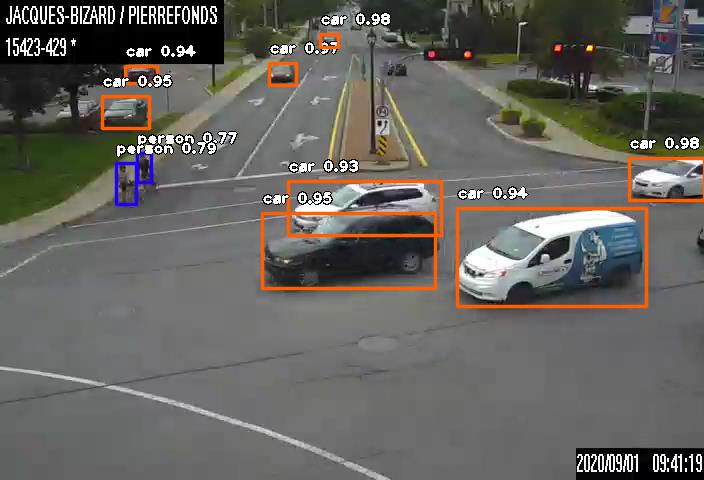 JACQUES-BIZARD / PIERREFONDS
15423-429 *
car 0.98
car 0.97
car 0.94
car 0.95
person 0.77
person 0.79
car 0.98
car 0.93
car 0.95
car 0.94
2020/09/01 09:41:19